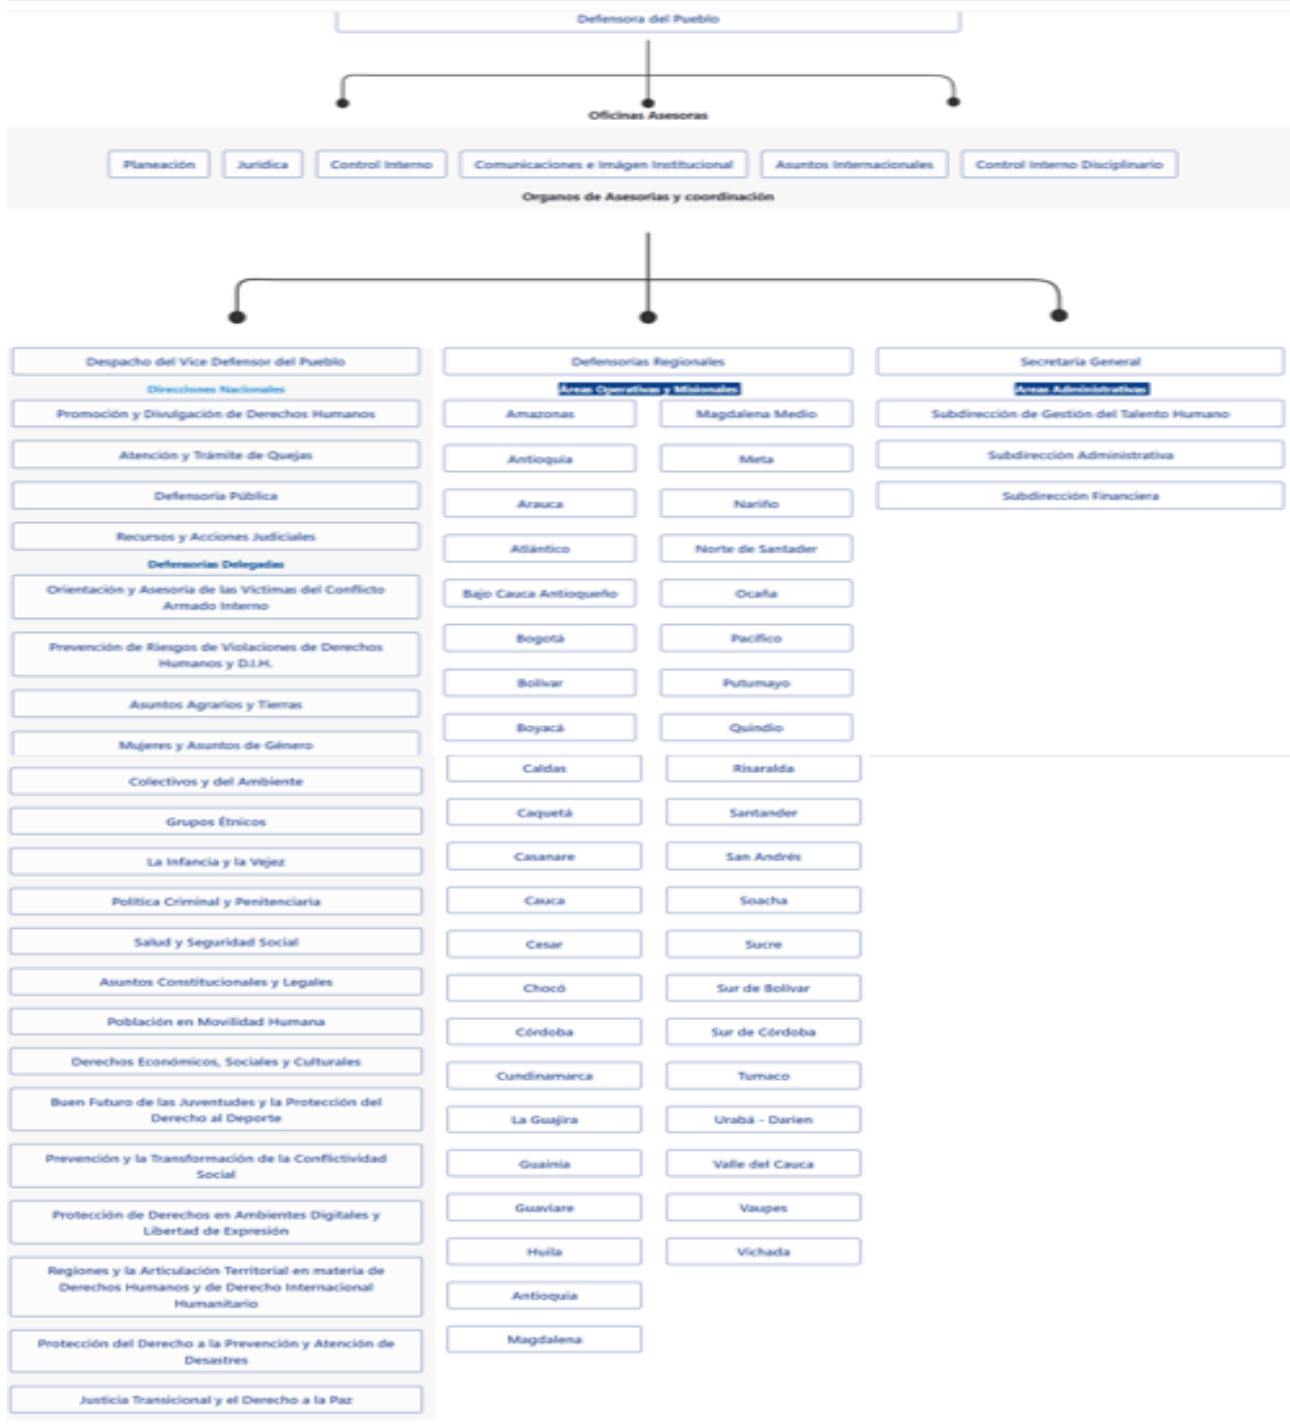 Defensora del Pueblo
Oficinas Asesoras
Planeación
Jurídica
Control Interno
Comunicaciones e Imágen Institucional
Asuntos Internacionales
Control Interno Disciplinario
Organos de Asesorias y coordinación
Despacho del Vice Defensor del Pueblo
Direcciones Nacionales
Promoción y Divulgación de Derechos Humanos
Atención y Trámite de Quejas
Defensoría Pública
Recursos y Acciones Judiciales
Defensorías Delegadas
Orientación y Asesoría de las Víctimas del Conflicto
Armado Interno
Prevención de Riesgos de Violaciones de Derechos
Humanos y D.I.H.
Asuntos Agrarios y Tierras
Mujeres y Asuntos de Género
Colectivos y del Ambiente
Grupos Étnicos
La Infancia y la Vejez
Política Criminal y Penitenciaria
Salud y Seguridad Social
Asuntos Constitucionales y Legales
Población en Movilidad Humana
Derechos Económicos, Sociales y Culturales
Buen Futuro de las Juventudes y la Protección del
Derecho al Deporte
Prevención y la Transformación de la Conflictividad
Social
Protección de Derechos en Ambientes Digitales y
Libertad de Expresión
Regiones y la Articulación Territorial en materia de
Derechos Humanos y de Derecho Internacional
Humanitario
Protección del Derecho a la Prevención y Atención de
Desastres
Justicia Transicional y el Derecho a la Paz
Defensorías Regionales
Áreas Operativas y Misionales
Amazonas
Antioquia
Arauca
Atlántico
Bajo Cauca Antioqueño
Bogotá
Bolívar
Boyacá
Caldas
Caquetá
Casanare
Cauca
Cesar
Chocó
Córdoba
Cundinamarca
La Guajira
Guainía
Guaviare
Huila
Antioquia
Magdalena
Magdalena Medio
Meta
Nariño
Norte de Santader
Ocaña
Pacífico
Putumayo
Quindío
Risaralda
Santander
San Andrés
Soacha
Sucre
Sur de Bolívar
Sur de Córdoba
Tumaco
Urabá - Darien
Valle del Cauca
Vaupes
Vichada
Secretaría General
Areas Administrativas
Subdirección de Gestión del Talento Humano
Subdirección Administrativa
Subdirección Financiera